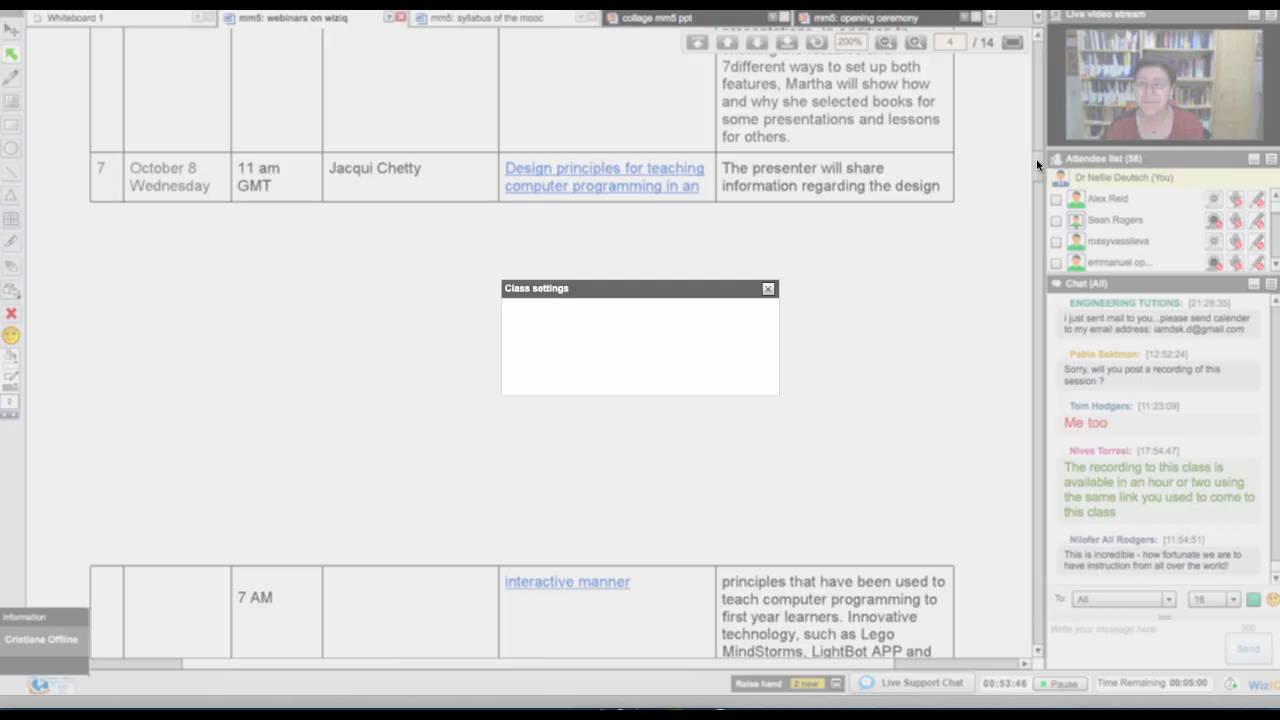 Whiteboard 1
mm5: webinars on wiziq
mm5: syllabus of the mooc
collage mm5 ppt
mm5: opening ceremony
Live video stream
200%
4 / 14
7different ways to set up both
features, Martha will show how
and why she selected books for
some presentations and lessons
for others.
7
October 8
Wednesday
11 am
GMT
Jacqui Chetty
Design principles for teaching
computer programming in an
The presenter will share
information regarding the design
Class settings
7 AM
interactive manner
principles that have been used to
teach computer programming to
first year learners. Innovative
technology, such as Lego
MindStorms, LightBot APP and
Attendee list (58)
Dr Nellie Deutsch (You)
Alex Reid
Sean Rogers
rossyvassileva
emmanuel op...
Chat (All)
ENGINEERING TUTIONS: [21:28:35]
i just sent mail to you...please send calender
to my email address: iamdsk.d@gmail.com
Pablo Sektman: [12:52:24]
Sorry, will you post a recording of this
session ?
Tom Hodgers: [11:23:09]
Me too
Nives Torresi: [17:54:47]
The recording to this class is
available in an hour or two using
the same link you used to come to
this class
Nilofer Ali Rodgers: [11:54:51]
This is incredible - how fortunate we are to
have instruction from all over the world!
To: All
16
Write your message here.
300
Send
Information
Cristiane Offline
Raise hand 2 new
Live Support Chat
00:53:46
Pause
Time Remaining 00:05:00